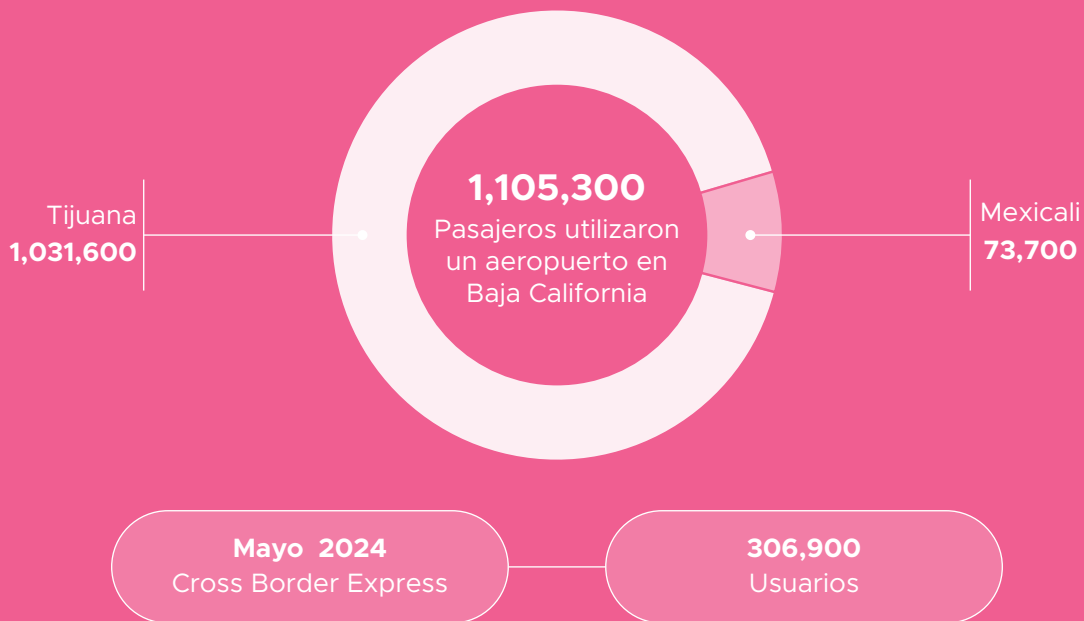 1,105,300
Pasajeros utilizaron
un aeropuerto en
Baja California
Tijuana
1,031,600
Mexicali
73,700
Mayo 2024
Cross Border Express
306,900
Usuarios